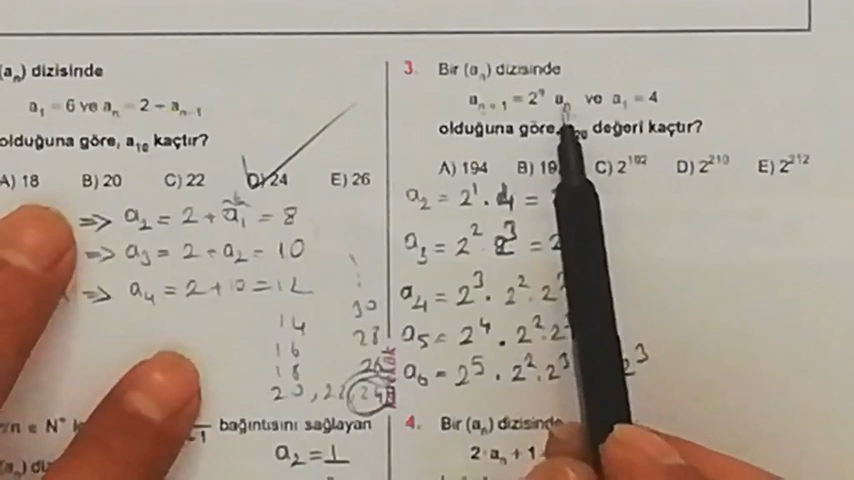 (aₙ) dizisinde
a₁ = 6 ve aₙ = 2 - aₙ₋₁
olduğuna göre, a₁₀ kaçtır?
A) 18 B) 20 C) 22 D) 24 E) 26
⇒ a₂ = 2 + a₁ = 8
⇒ a₃ = 2 + a₂ = 10
⇒ a₄ = 2 + 10 = 12
14
16
18
20, 22, 24
30
28
26
∈ N⁺
bağıntısını sağlayan
a₂ = 1
3. Bir (aₙ) dizisinde
aₙ₊₁ = 2ⁿ aₙ ve a₁ = 4
olduğuna göre, değeri kaçtır?
A) 194 B) C) 2¹⁹² D) 2²¹⁰ E) 2²¹²
a₂ = 2¹ . 4 =
a₃ = 2² . 2³ =
a₄ = 2³ . 2² .
a₅ = 2⁴ . 2² .
a₆ = 2⁵ . 2² . 2³
4. Bir (aₙ) dizisinde
2 · aₙ + 1